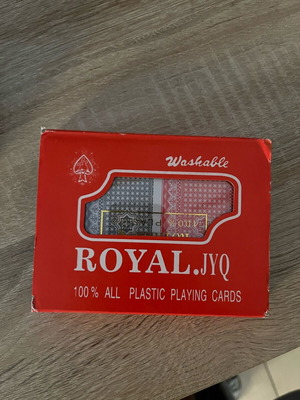 Washable
ROYAL.JYQ
100% ALL PLASTIC PLAYING CARDS